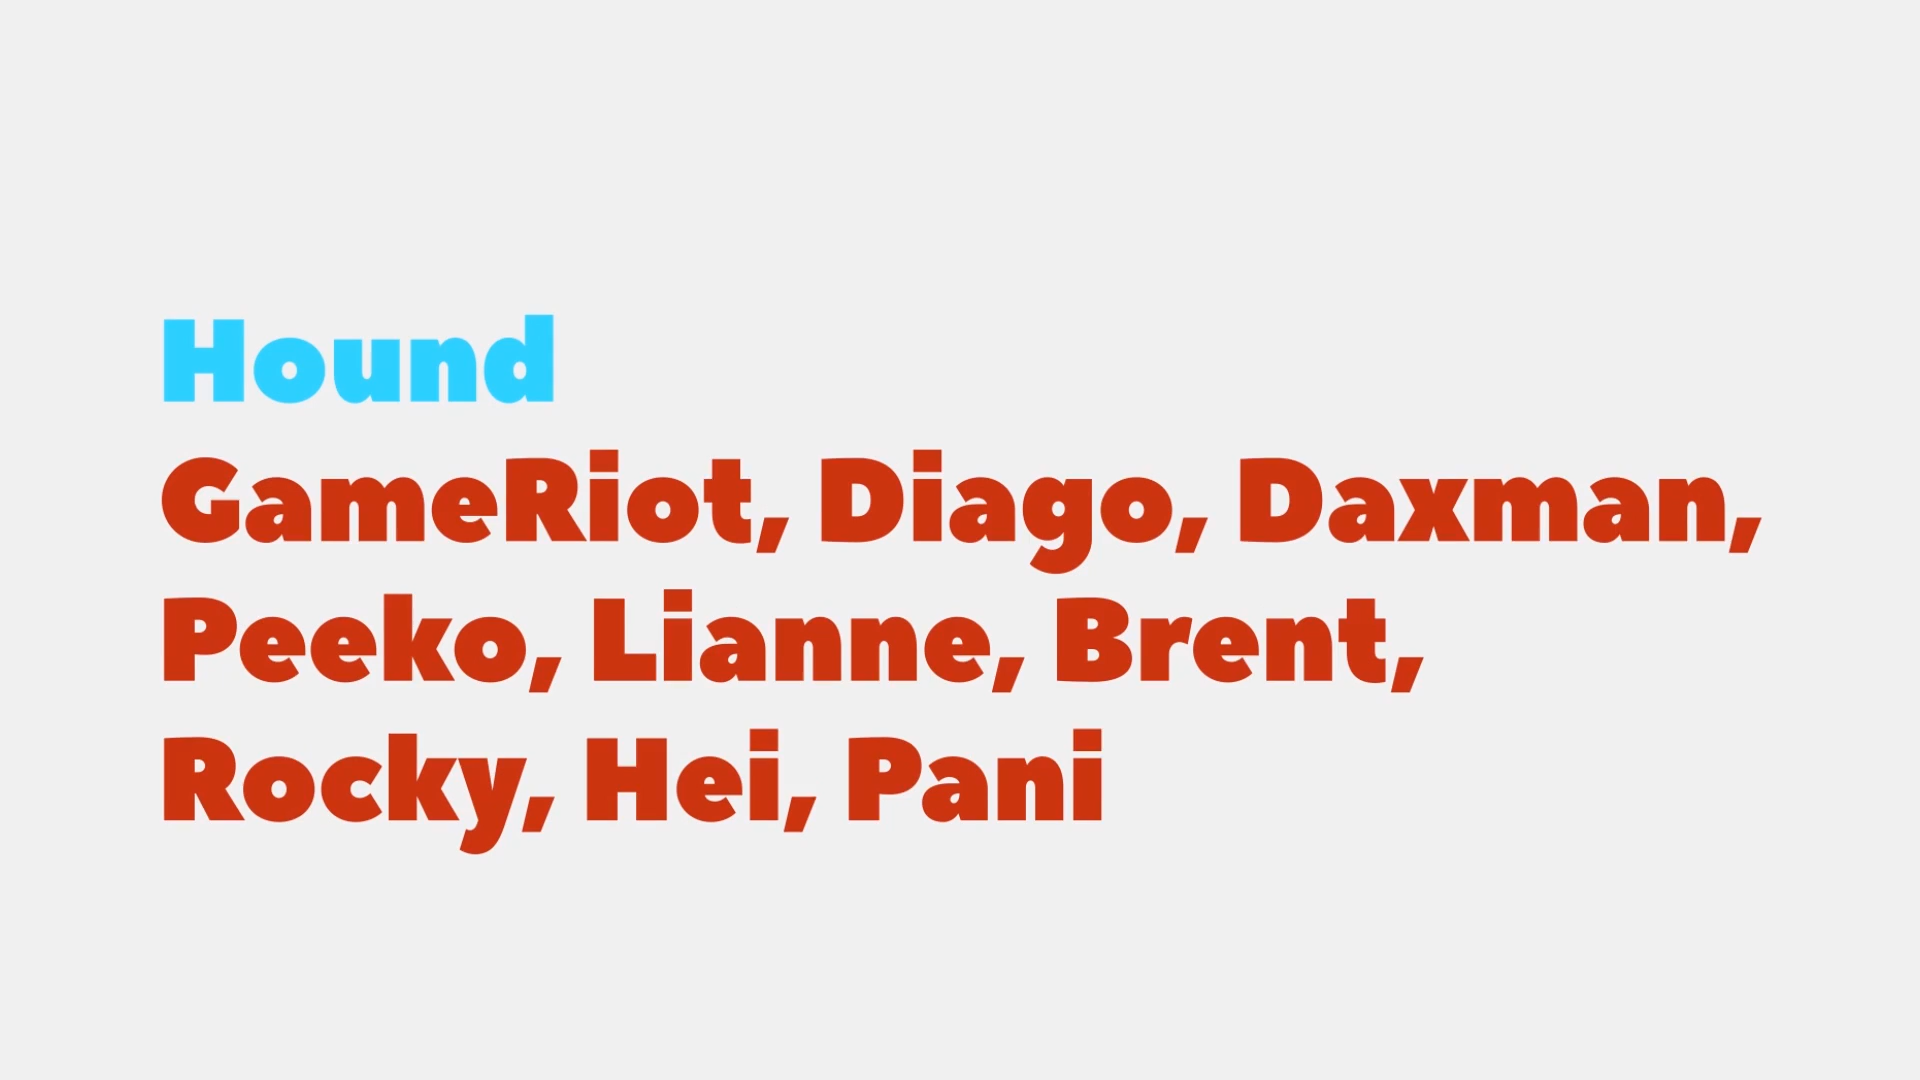 Hound
GameRiot, Diago, Daxman,
Peeko, Lianne, Brent,
Rocky, Hei, Pani